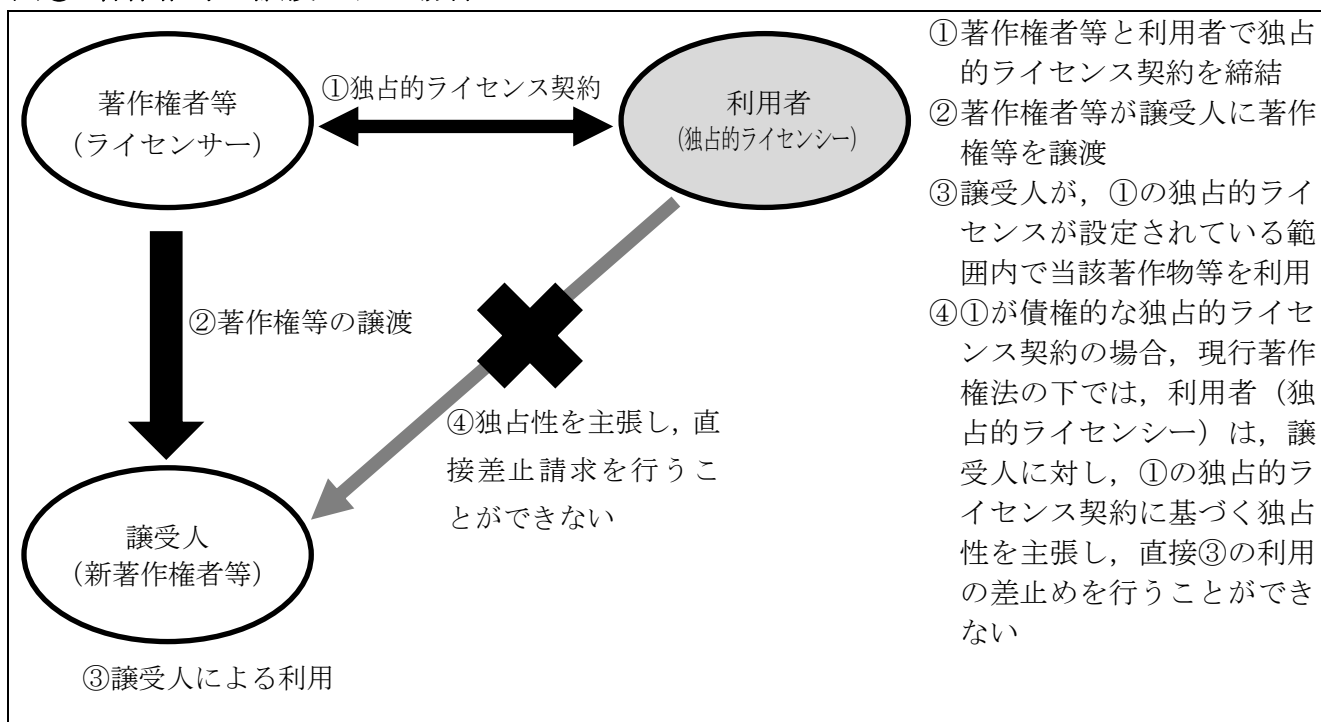 ①独占的ライセンス契約
著作権者等
(ライセンサー)
利用者
(独占的ライセンシー)
②著作権等の譲渡
④独占性を主張し,直
接差止請求を行うこ
とができない
譲受人
(新著作権者等)
③譲受人による利用
①著作権者等と利用者で独占
的ライセンス契約を締結
②著作権者等が譲受人に著作
権等を譲渡
③譲受人が,①の独占的ライ
センスが設定されている範
囲内で当該著作物等を利用
④①が債権的な独占的ライセ
ンス契約の場合,現行著作
権法の下では,利用者(独
占的ライセンシー)は,譲
受人に対し,①の独占的ラ
イセンス契約に基づく独占
性を主張し,直接③の利用
の差止めを行うことができ
ない